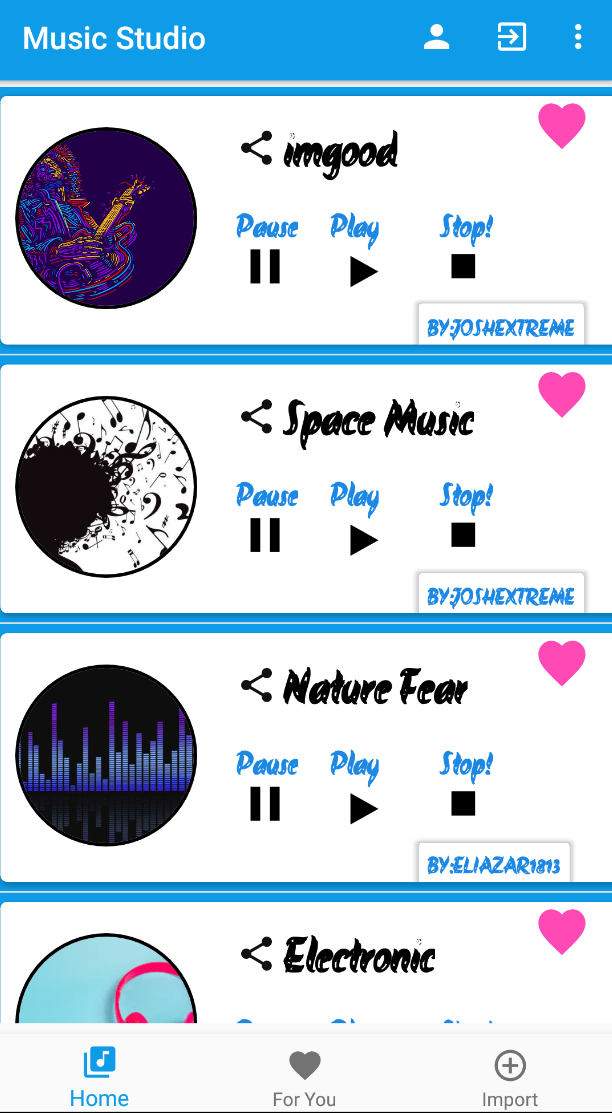 Music Studio
imgood
Pause Play Stop!
BY:JOSHEXTREME
Space Music
Pause Play Stop!
BY:JOSHEXTREME
Nature Fear
Pause Play Stop!
BY:ELIAZAR1813
Electronic
Home For You Import